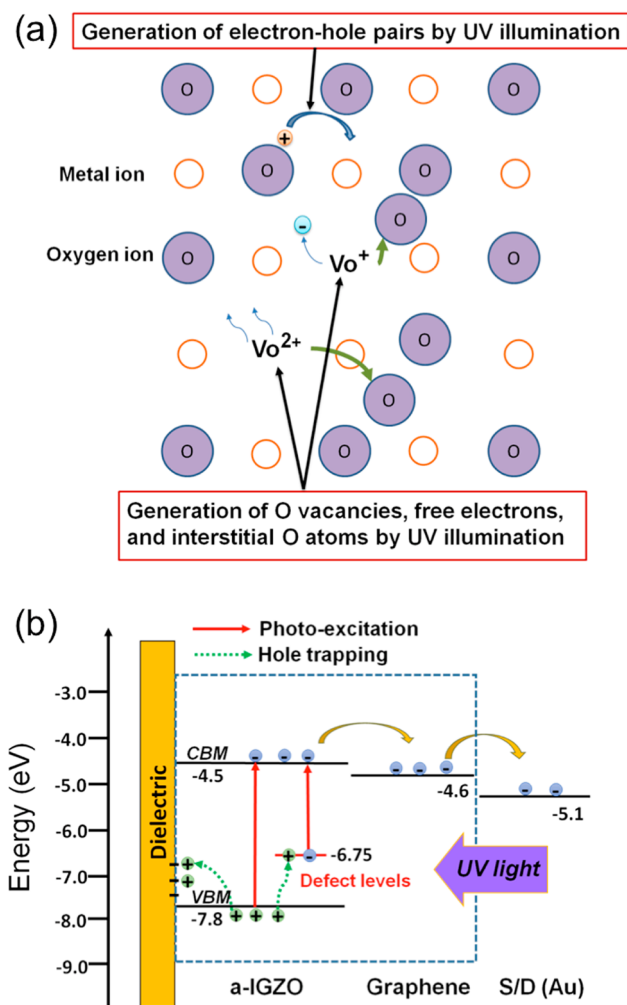 (a)
Generation of electron-hole pairs by UV illumination
O O O
+
Metal ion O O
O
-
Oxygen ion O O
Vo+
Vo2+
O
O
O O O
Generation of O vacancies, free electrons,
and interstitial O atoms by UV illumination
(b)
Photo-excitation
Hole trapping
Energy (eV)
-3.0
-4.0
-5.0
-6.0
-7.0
-8.0
-9.0
Dielectric
CBM
-4.5
-4.6
-5.1
-6.75
Defect levels
UV light
VBM
-7.8
a-IGZO Graphene S/D (Au)